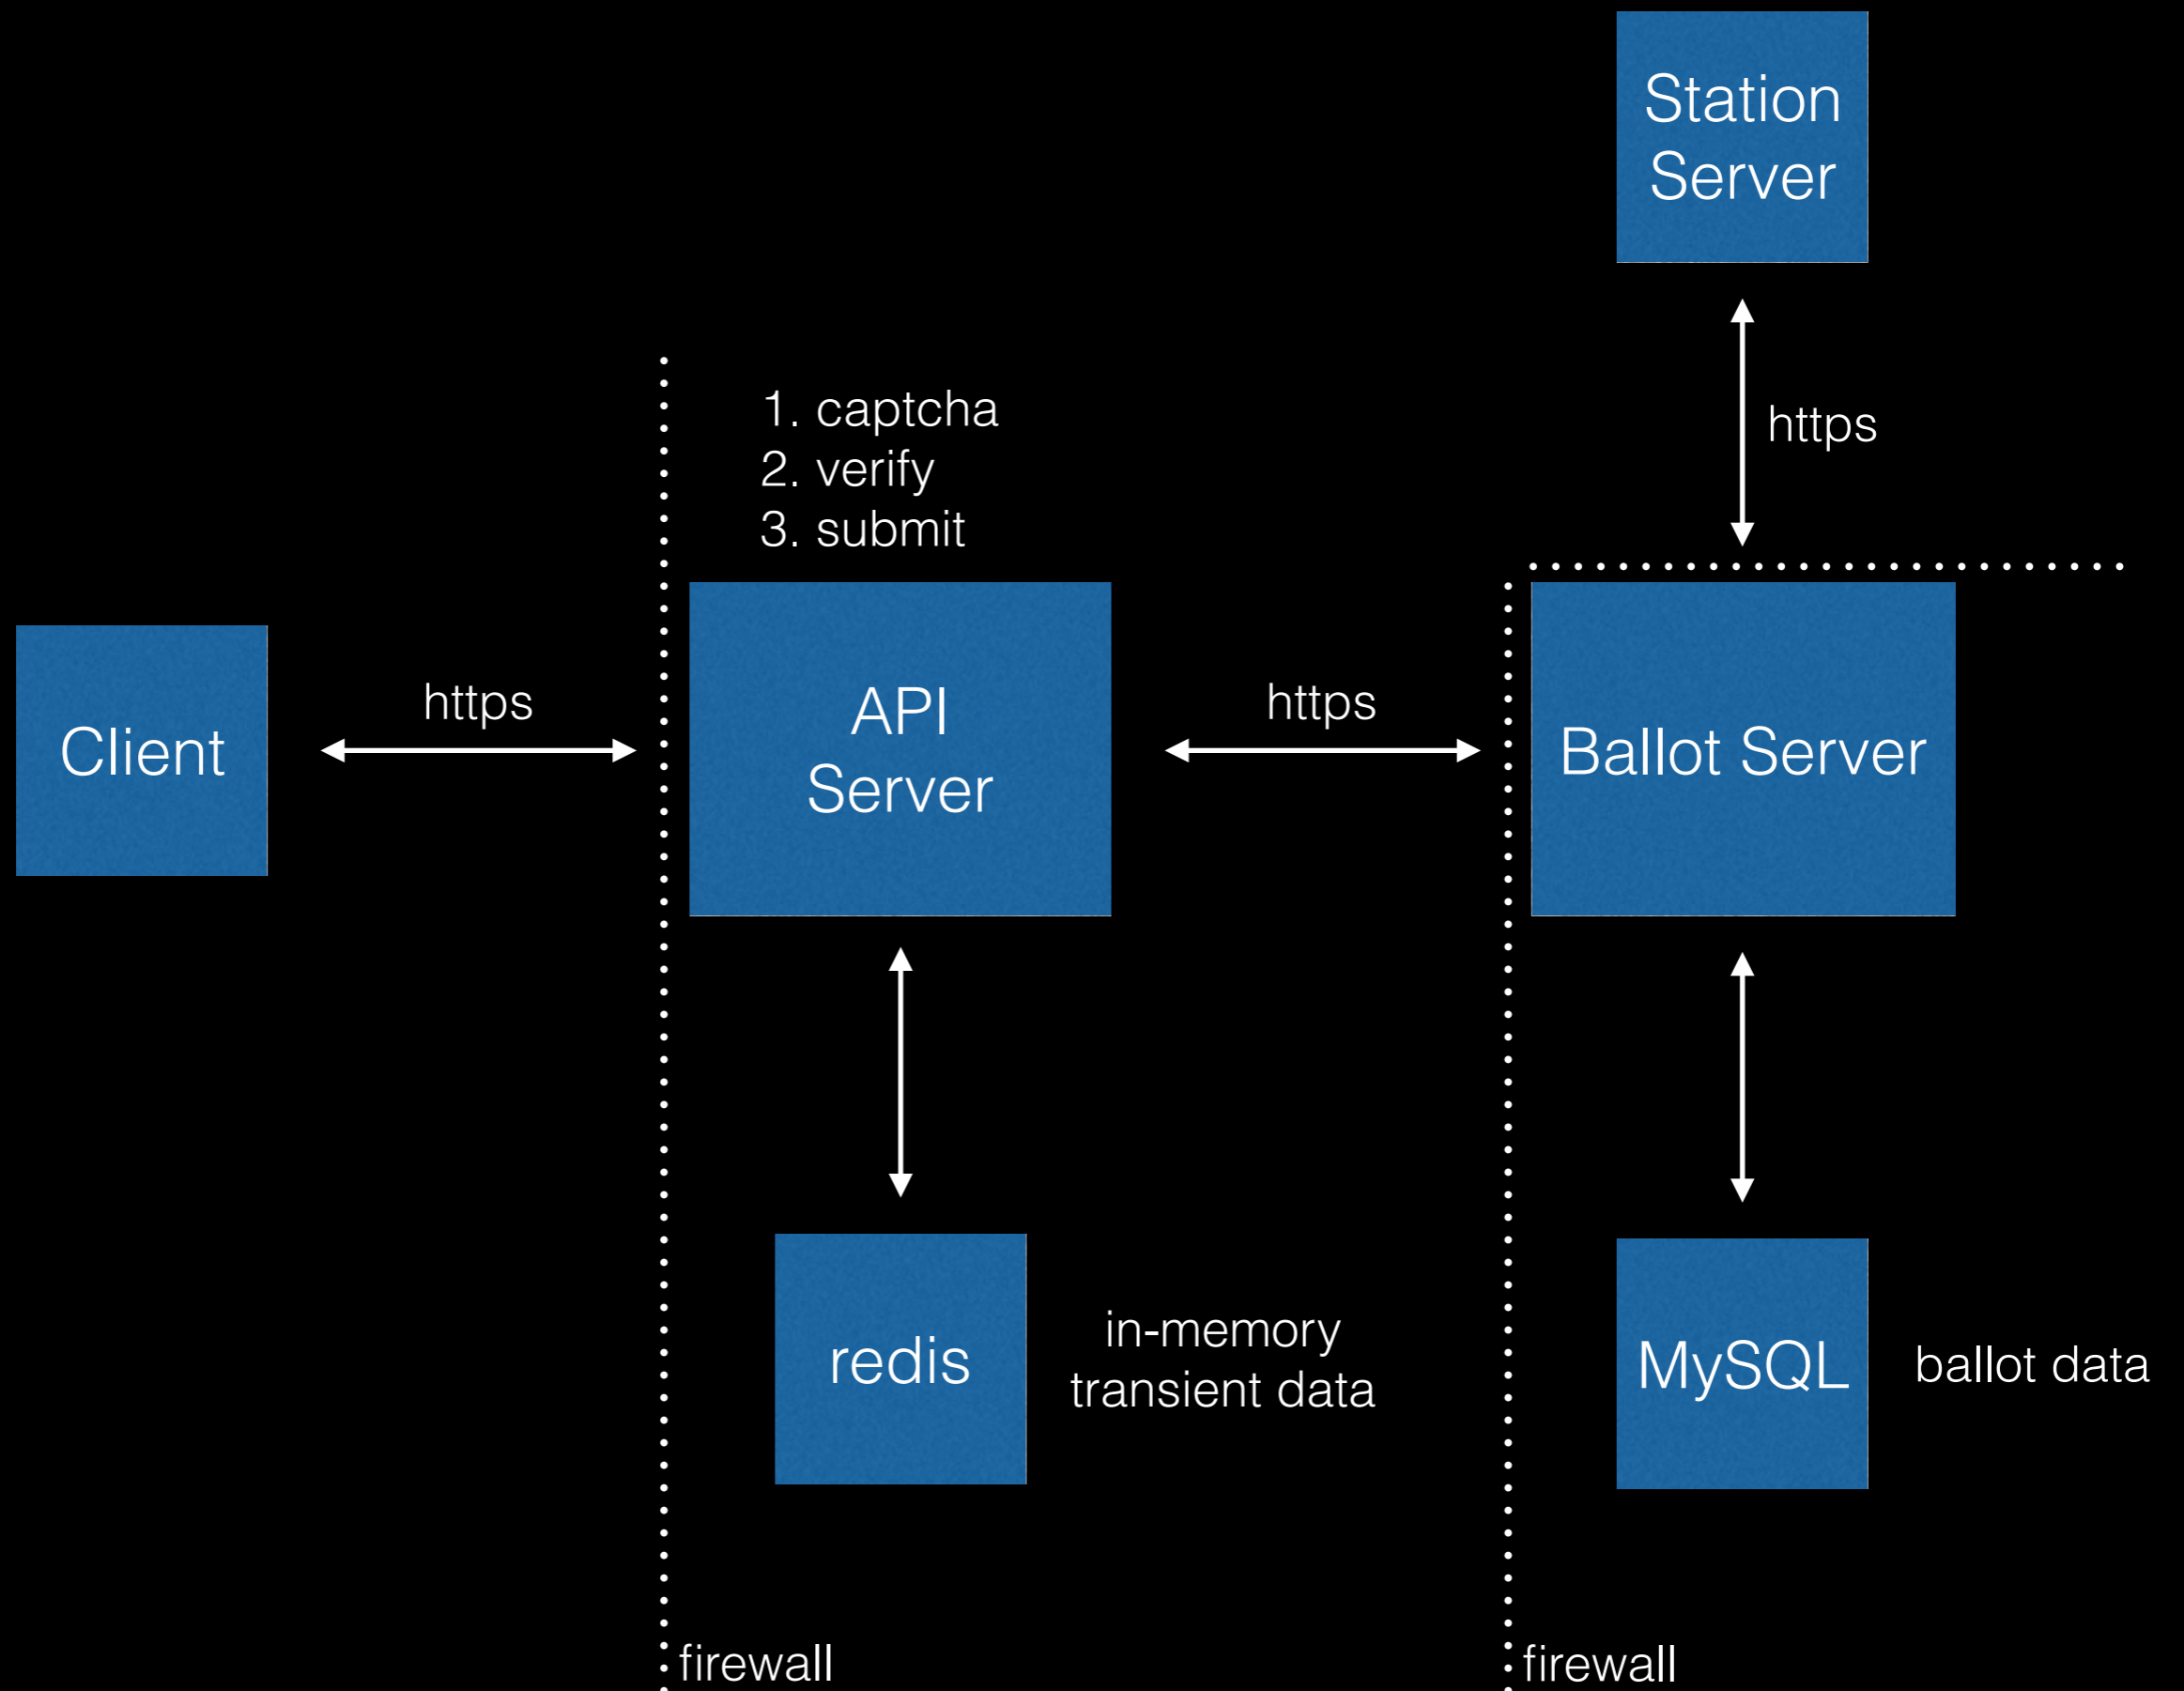 Station
Server
https
1. captcha
2. verify
3. submit
Client
https
API
Server
https
Ballot Server
redis
in-memory
transient data
MySQL
ballot data
firewall
firewall